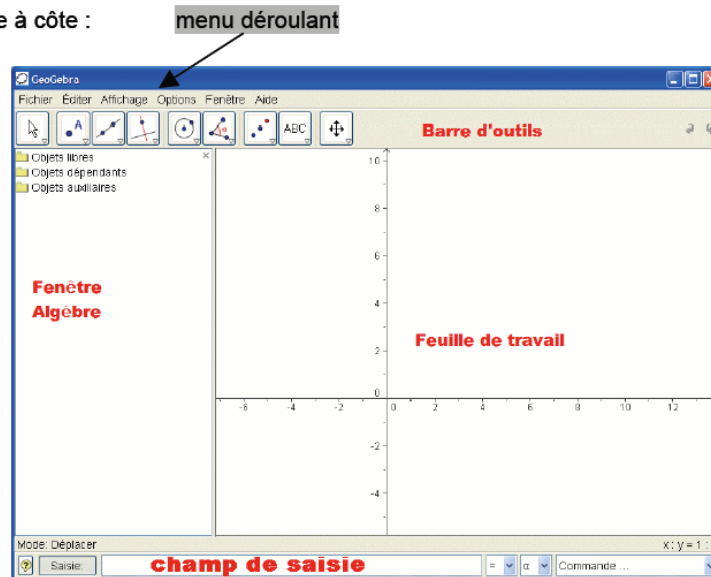 e à côte : menu déroulant
GeoGebra
Fichier Éditer Affichage Options Fenêtre Aide
A ABC Barre d'outils
Objets libres
Objets dépendants
Objets auxiliaires
Fenêtre
Algèbre
Feuille de travail
10
8
6
4
2
0
-6 -4 -2 0 2 4 6 8 10 12
-2
-4
Mode: Déplacer x : y = 1 :
? Saisie: champ de saisie = α Commande ...